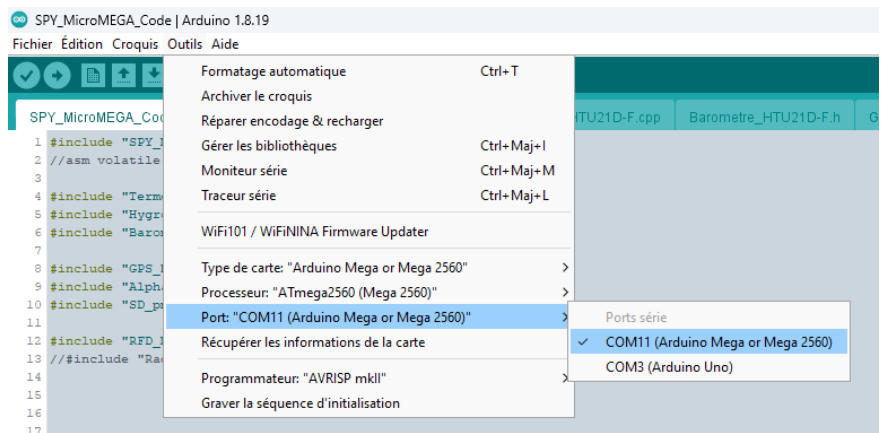 SPY_MicroMEGA_Code | Arduino 1.8.19
Fichier Édition Croquis Outils Aide
SPY_MicroMEGA_Co
HTU21D-F.cpp
Barometre_HTU21D-F.h
G
Formatage automatique Ctrl+T
Archiver le croquis
Réparer encodage & recharger
Gérer les bibliothèques Ctrl+Maj+I
Moniteur série Ctrl+Maj+M
Traceur série Ctrl+Maj+L
WiFi101 / WiFiNINA Firmware Updater
Type de carte: "Arduino Mega or Mega 2560"
Processeur: "ATmega2560 (Mega 2560)"
Port: "COM11 (Arduino Mega or Mega 2560)"
Récupérer les informations de la carte
Programmateur: "AVRISP mkII"
Graver la séquence d'initialisation
Ports série
COM11 (Arduino Mega or Mega 2560)
COM3 (Arduino Uno)
1 #include "SPY_
2 //asm volatile
3
4 #include "Term
5 #include "Hygr
6 #include "Baro
7
8 #include "GPS_
9 #include "Alph
10 #include "SD_p
11
12 #include "RFD_
13 //#include "Ra
14
15
16
17